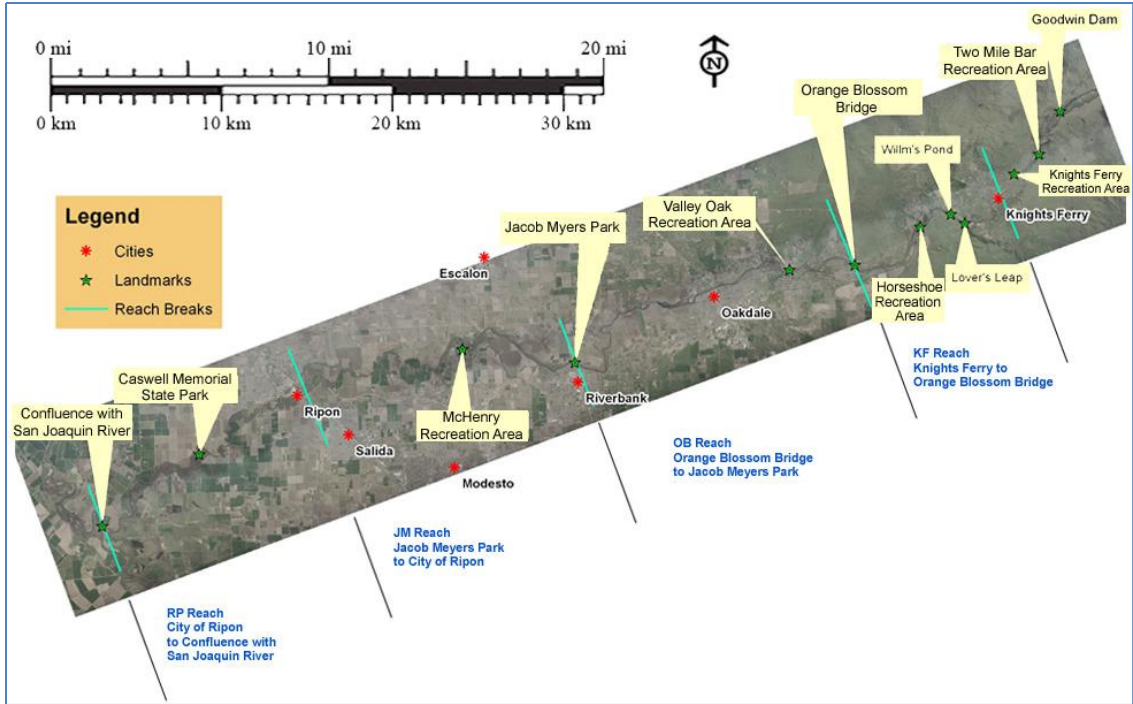 0 mi
10 mi
20 mi
0 km
10 km
20 km
30 km
N
Goodwin Dam
Two Mile Bar
Recreation Area
Orange Blossom
Bridge
Willm's Pond
Knights Ferry
Recreation Area
Knights Ferry
Valley Oak
Recreation Area
Jacob Myers Park
Lover's Leap
Horseshoe
Recreation
Area
Legend
Cities
Landmarks
Reach Breaks
Escalon
Oakdale
Caswell Memorial
State Park
Confluence with
San Joaquin River
Ripon
Salida
McHenry
Recreation Area
Riverbank
Modesto
KF Reach
Knights Ferry to
Orange Blossom Bridge
OB Reach
Orange Blossom Bridge
to Jacob Meyers Park
JM Reach
Jacob Meyers Park
to City of Ripon
RP Reach
City of Ripon
to Confluence with
San Joaquin River